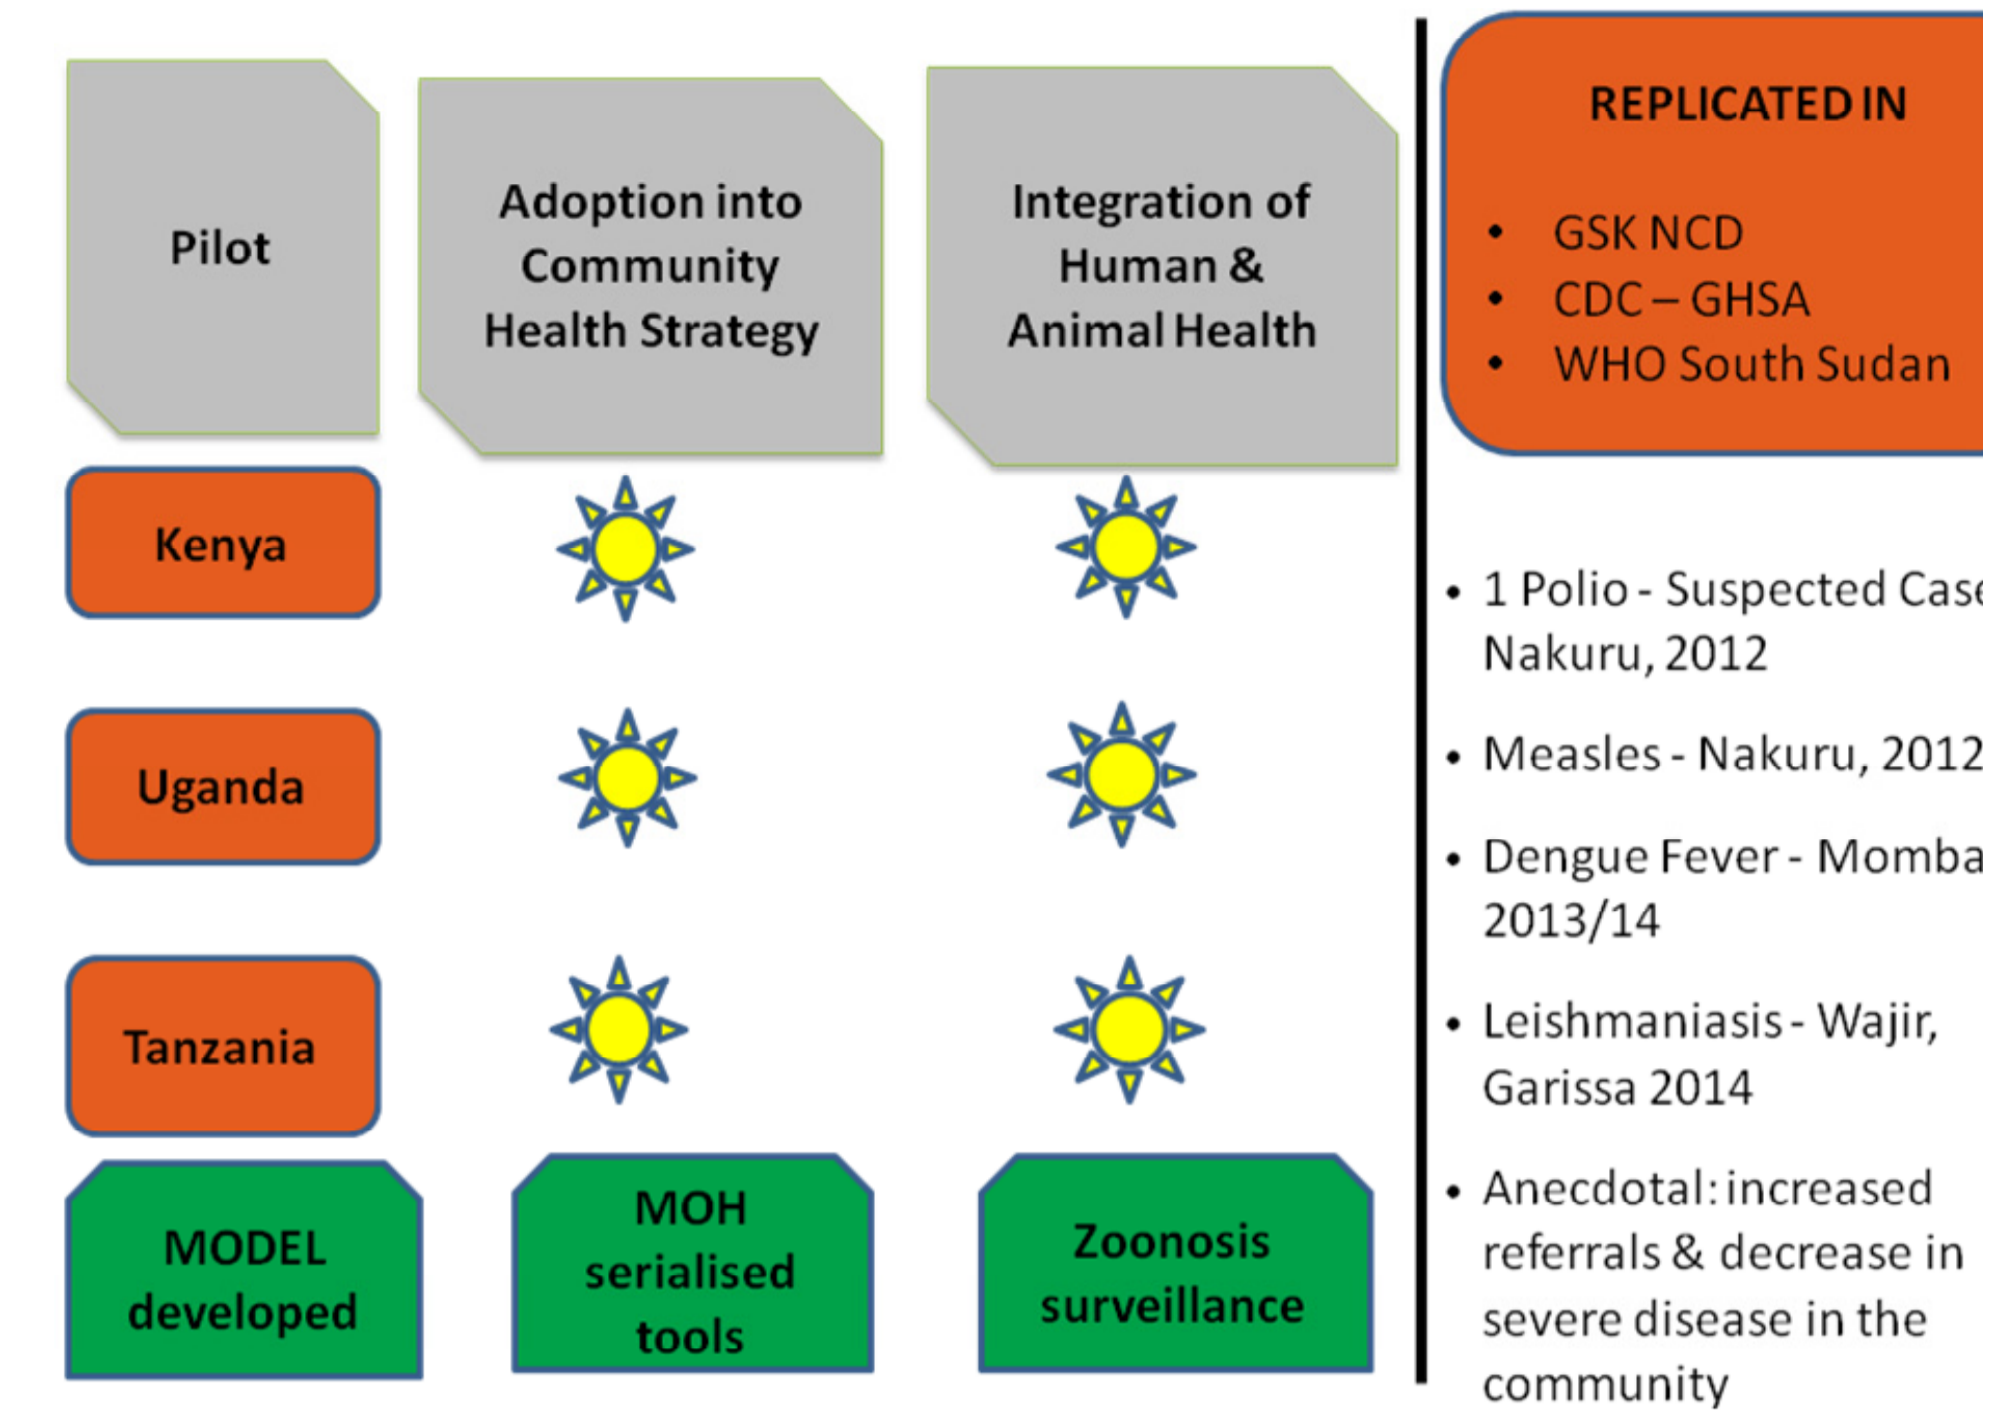 Pilot
Adoption into
Community
Health Strategy
Integration of
Human &
Animal Health
Kenya
Uganda
Tanzania
MODEL
developed
MOH
serialised
tools
Zoonosis
surveillance
REPLICATED IN
• GSK NCD
• CDC – GHSA
• WHO South Sudan
• 1 Polio - Suspected Case
Nakuru, 2012
• Measles - Nakuru, 2012
• Dengue Fever - Momba
2013/14
• Leishmaniasis - Wajir,
Garissa 2014
• Anecdotal: increased
referrals & decrease in
severe disease in the
community